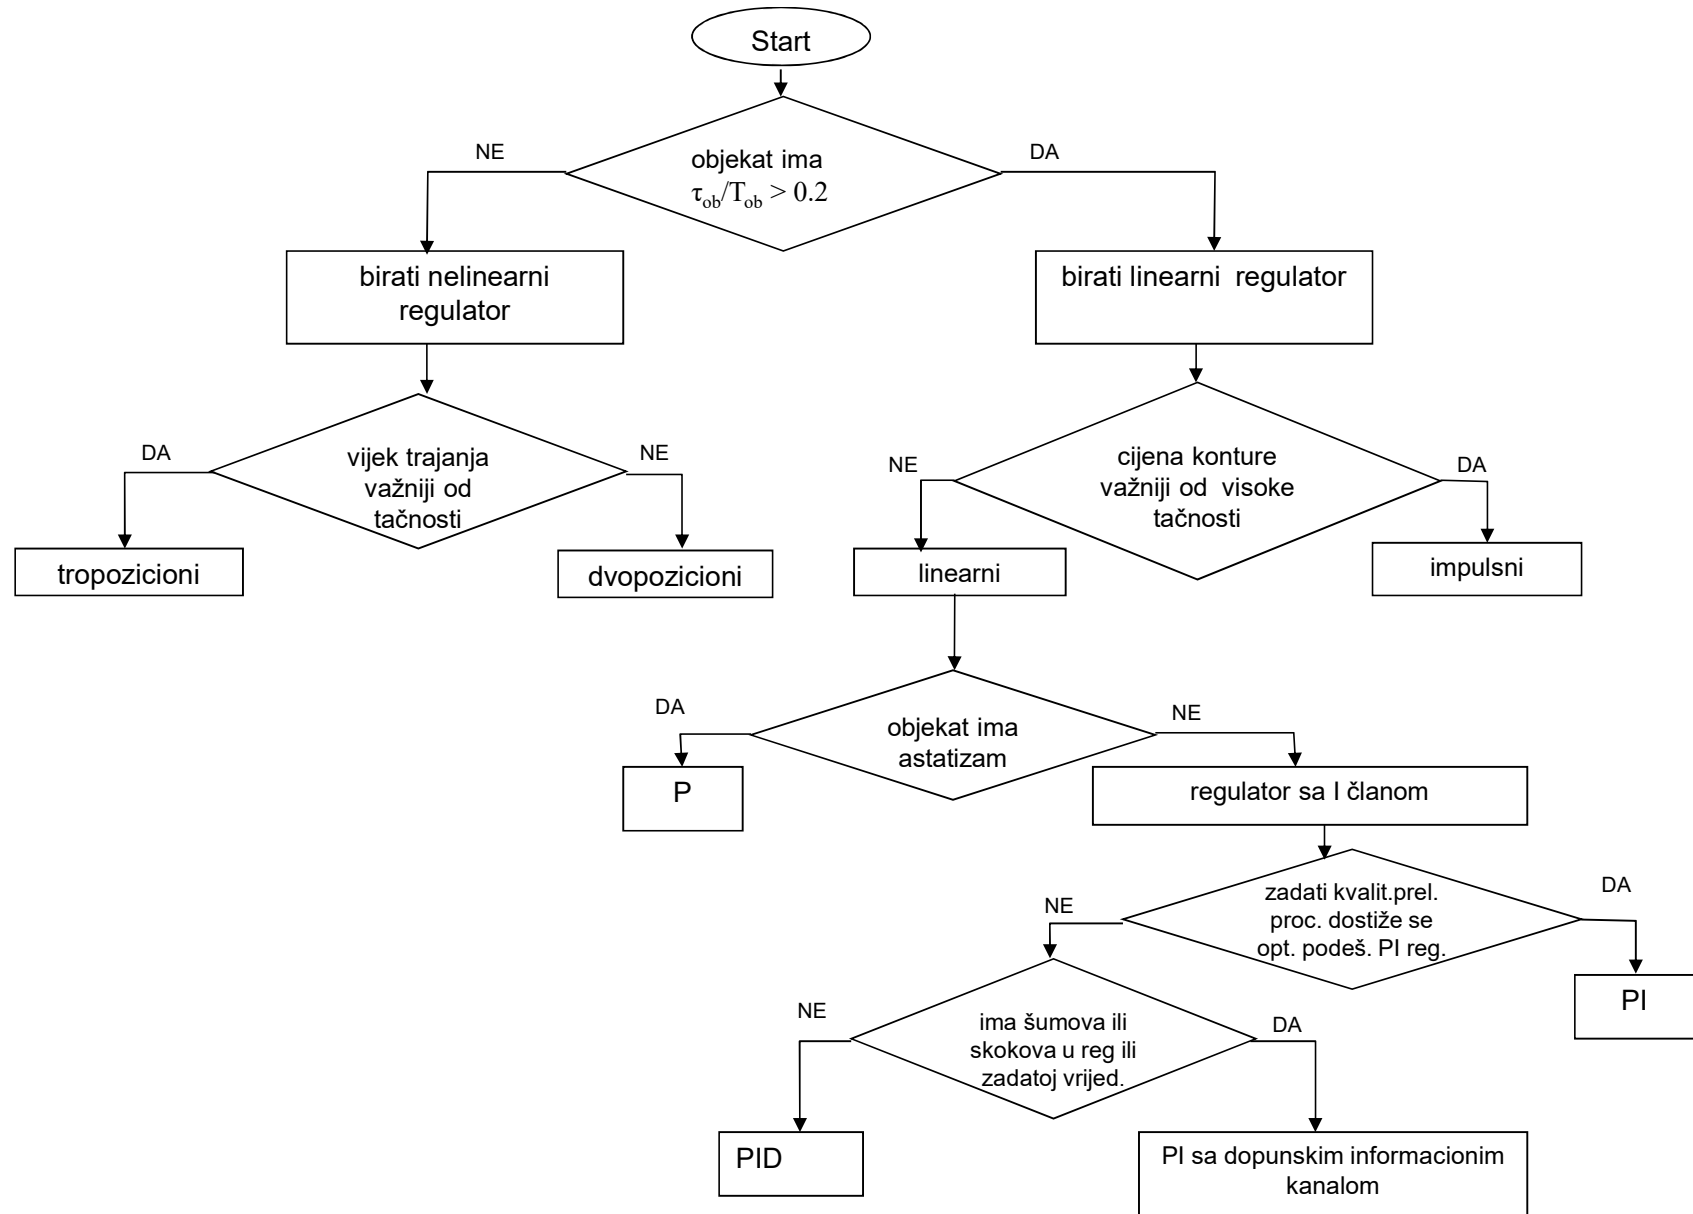 Start
NE
DA
objekat ima
τob/Tob > 0.2
birati nelinearni
regulator
birati linearni regulator
DA
NE
vijek trajanja
važniji od
tačnosti
NE
DA
cijena konture
važniji od visoke
tačnosti
tropozicioni
dvopozicioni
linearni
impulsni
DA
NE
objekat ima
astatizam
P
regulator sa I članom
NE
DA
zadati kvalit.prel.
proc. dostiže se
opt. podeš. PI reg.
PI
NE
DA
ima šumova ili
skokova u reg ili
zadatoj vrijed.
PID
PI sa dopunskim informacionim
kanalom